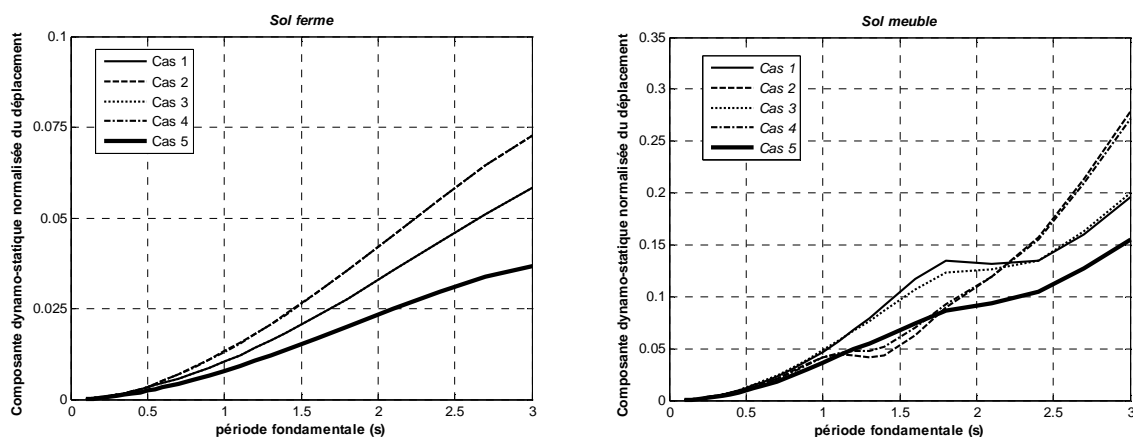 Sol ferme
Composante dynamo-statique normalisée du déplacement
0.1
0.075
0.05
0.025
0
Cas 1
Cas 2
Cas 3
Cas 4
Cas 5
0 0.5 1 1.5 2 2.5 3
période fondamentale (s)
Sol meuble
Composante dynamo-statique normalisée du déplacement
0.35
0.3
0.25
0.2
0.15
0.1
0.05
0
Cas 1
Cas 2
Cas 3
Cas 4
Cas 5
0 0.5 1 1.5 2 2.5 3
période fondamentale (s)